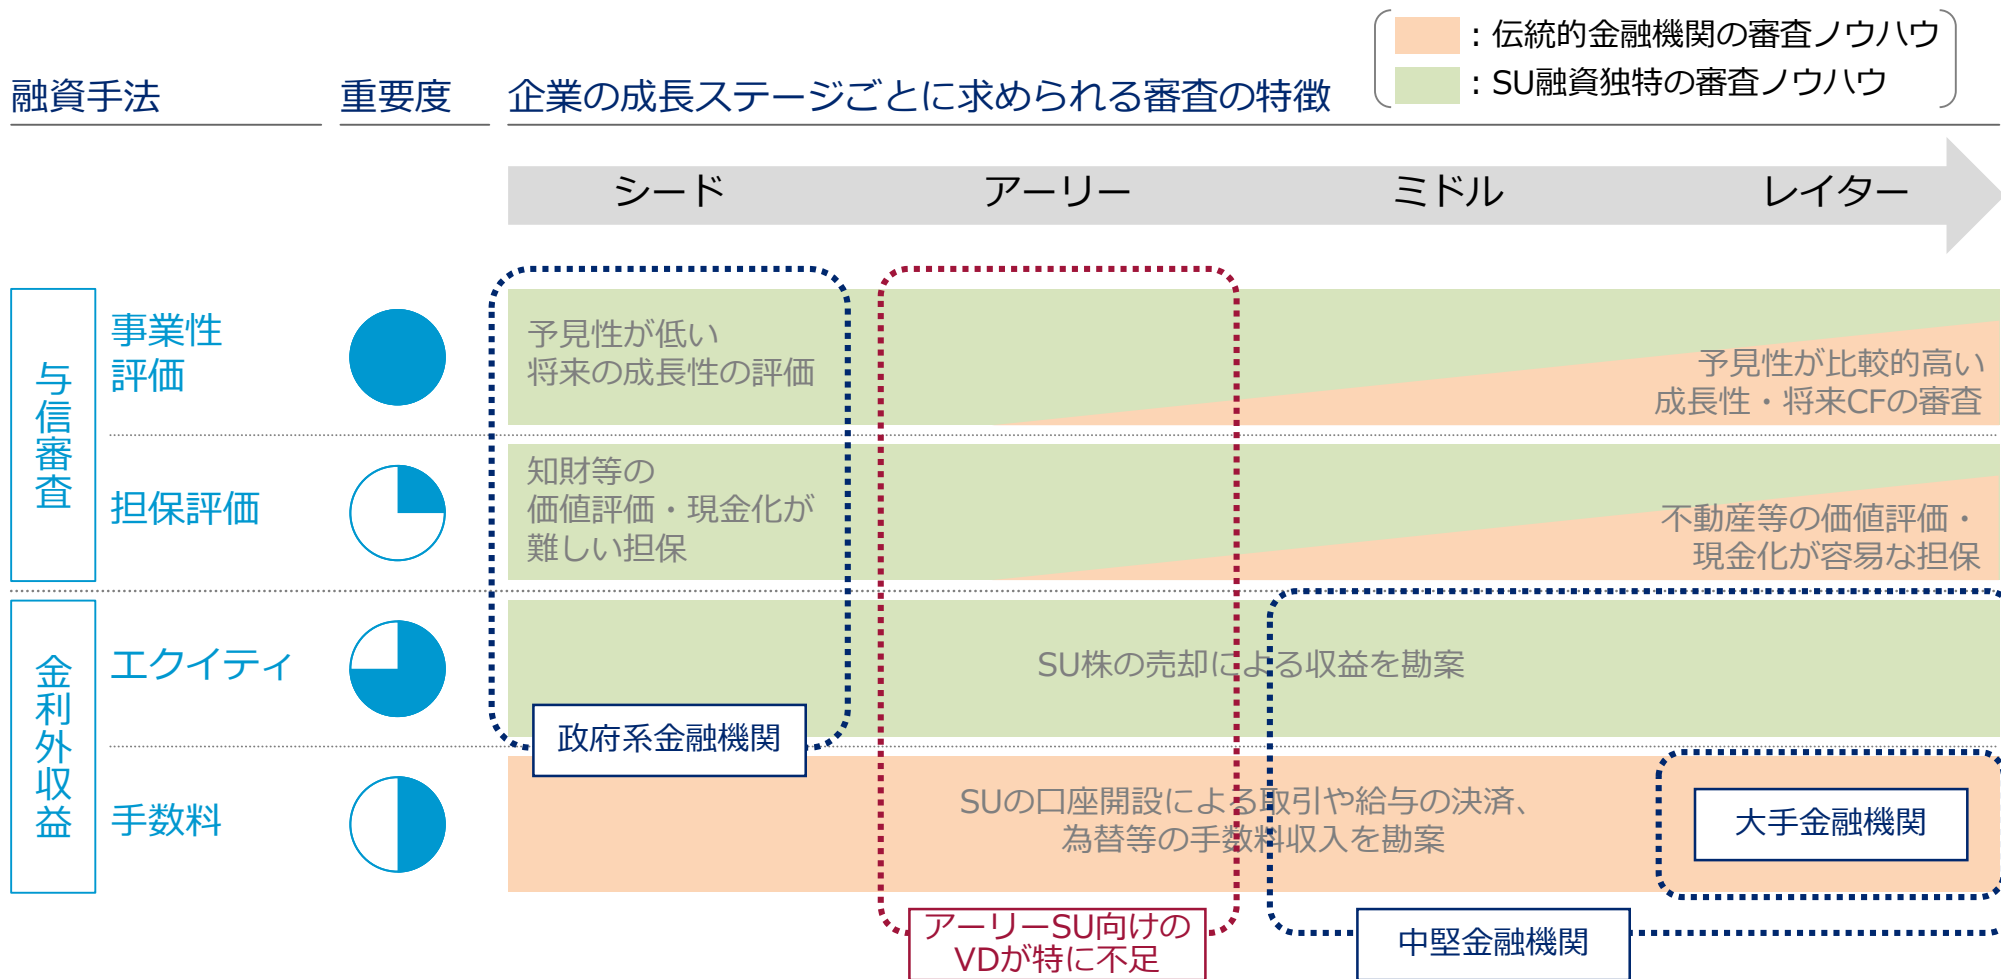 ：伝統的金融機関の審査ノウハウ
：SU融資独特の審査ノウハウ
融資手法
重要度
企業の成長ステージごとに求められる審査の特徴
シード
アーリー
ミドル
レイター
与信審査
事業性
評価
予見性が低い
将来の成長性の評価
予見性が比較的高い
成長性・将来CFの審査
担保評価
知財等の
価値評価・現金化が
難しい担保
不動産等の価値評価・
現金化が容易な担保
金利外収益
エクイティ
SU株の売却による収益を勘案
政府系金融機関
手数料
SUの口座開設による取引や給与の決済、
為替等の手数料収入を勘案
大手金融機関
アーリーSU向けの
VDが特に不足
中堅金融機関